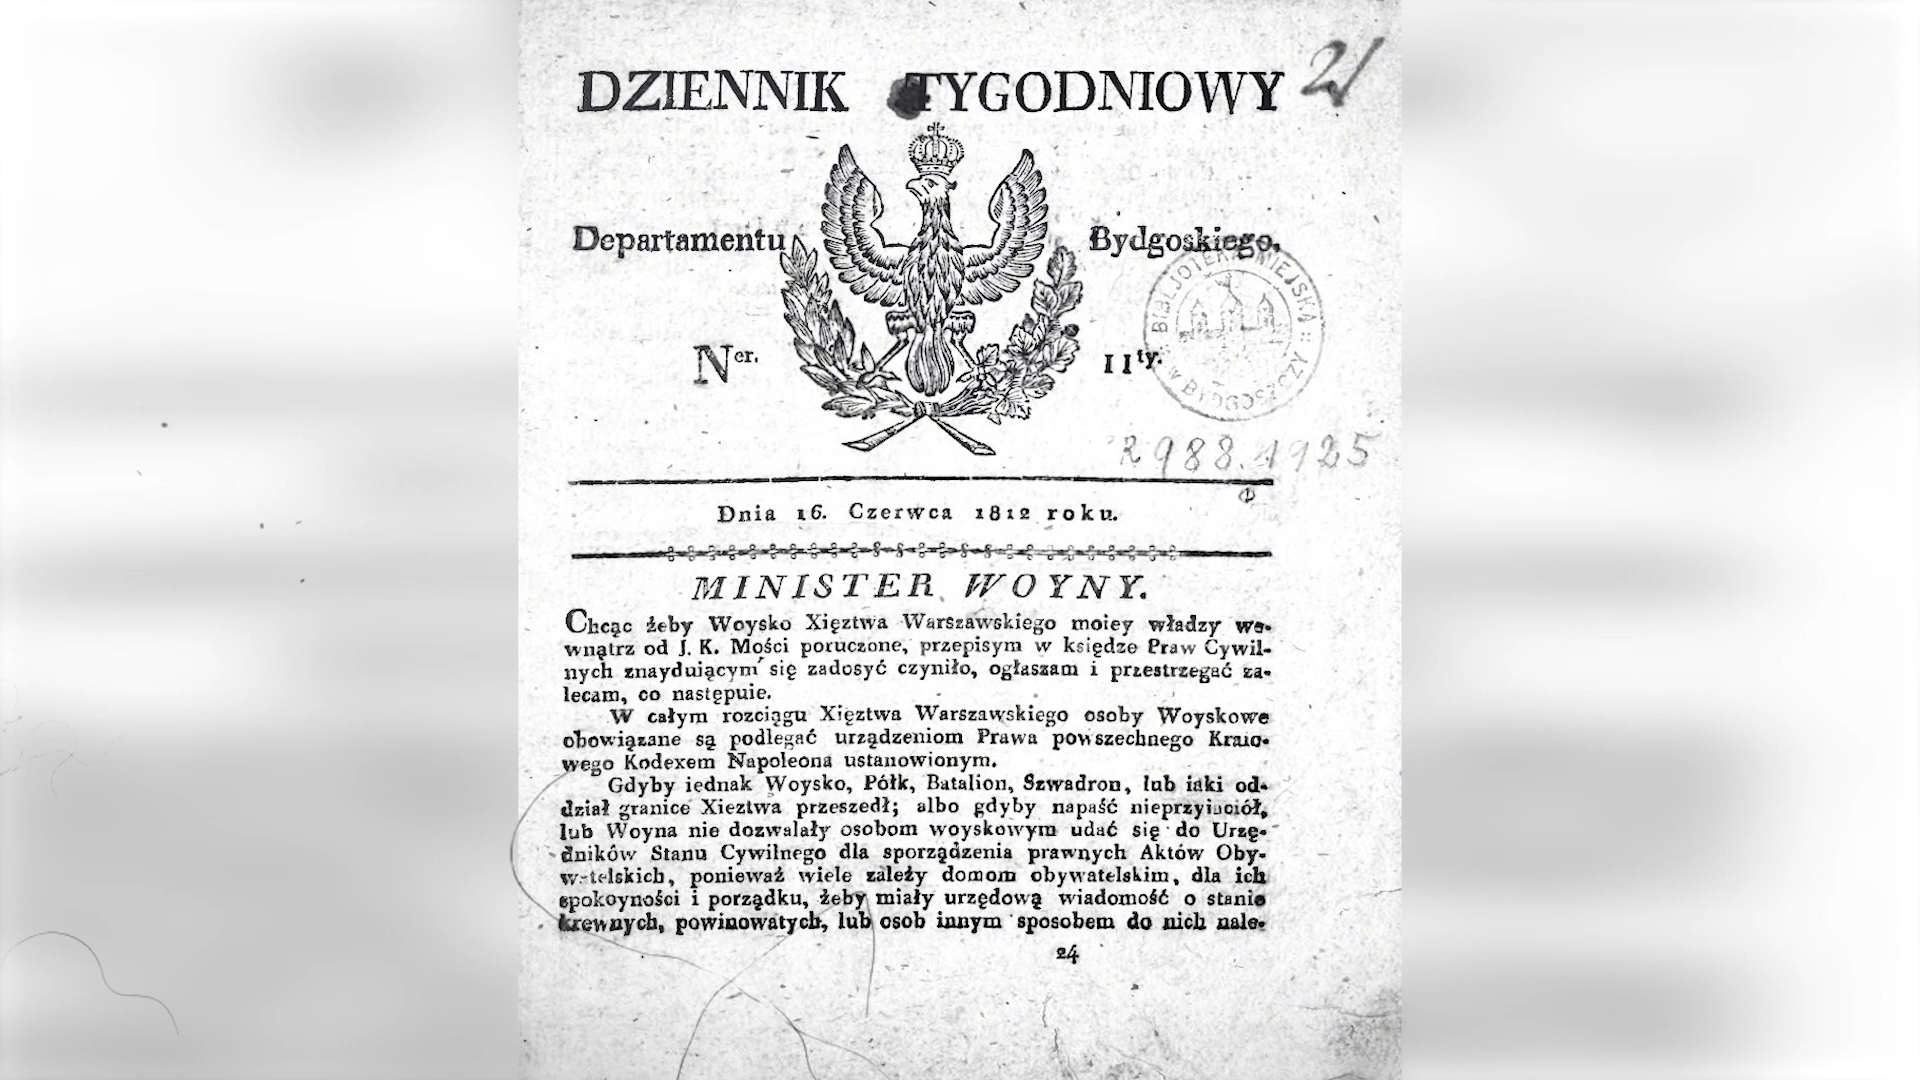 DZIENNIK TYGODNIOWY
21
Departamentu Bydgoskiego,
BIBLJOTEKA MIEJSKA
W BYDGOSZCZY
Ner. 11ty.
R 988.1925
Dnia 16. Czerwca 1812 roku.
MINISTER WOYNY.
Chcąc żeby Woysko Xięztwa Warszawskiego moiey władzy we-
wnątrz od J. K. Mości poruczone, przepisym w księdze Praw Cywil-
nych znayduiącym się zadosyć czyniło, ogłaszam i przestrzegać za-
lecam, co następuie.
W całym rozciągu Xięztwa Warszawskiego osoby Woyskowe
obowiązane są podlegać urządzeniom Prawa powszechnego Kraio-
wego Kodexem Napoleona ustanowionym.
Gdyby iednak Woysko, Półk, Batalion, Szwadron, lub iaki od-
dział granice Xieztwa przeszedł; albo gdyby napaść nieprzyiaciół,
lub Woyna nie dozwalały osobom woyskowym udać się do Urzę-
dników Stanu Cywilnego dla sporządzenia prawnych Aktów Oby-
watelskich, ponieważ wiele zależy domom obywatelskim, dla ich
spokoyności i porządku, żeby miały urzędową wiadomość o stanie
krewnych, powinowatych, lub osob innym sposobem do nich nale-
24